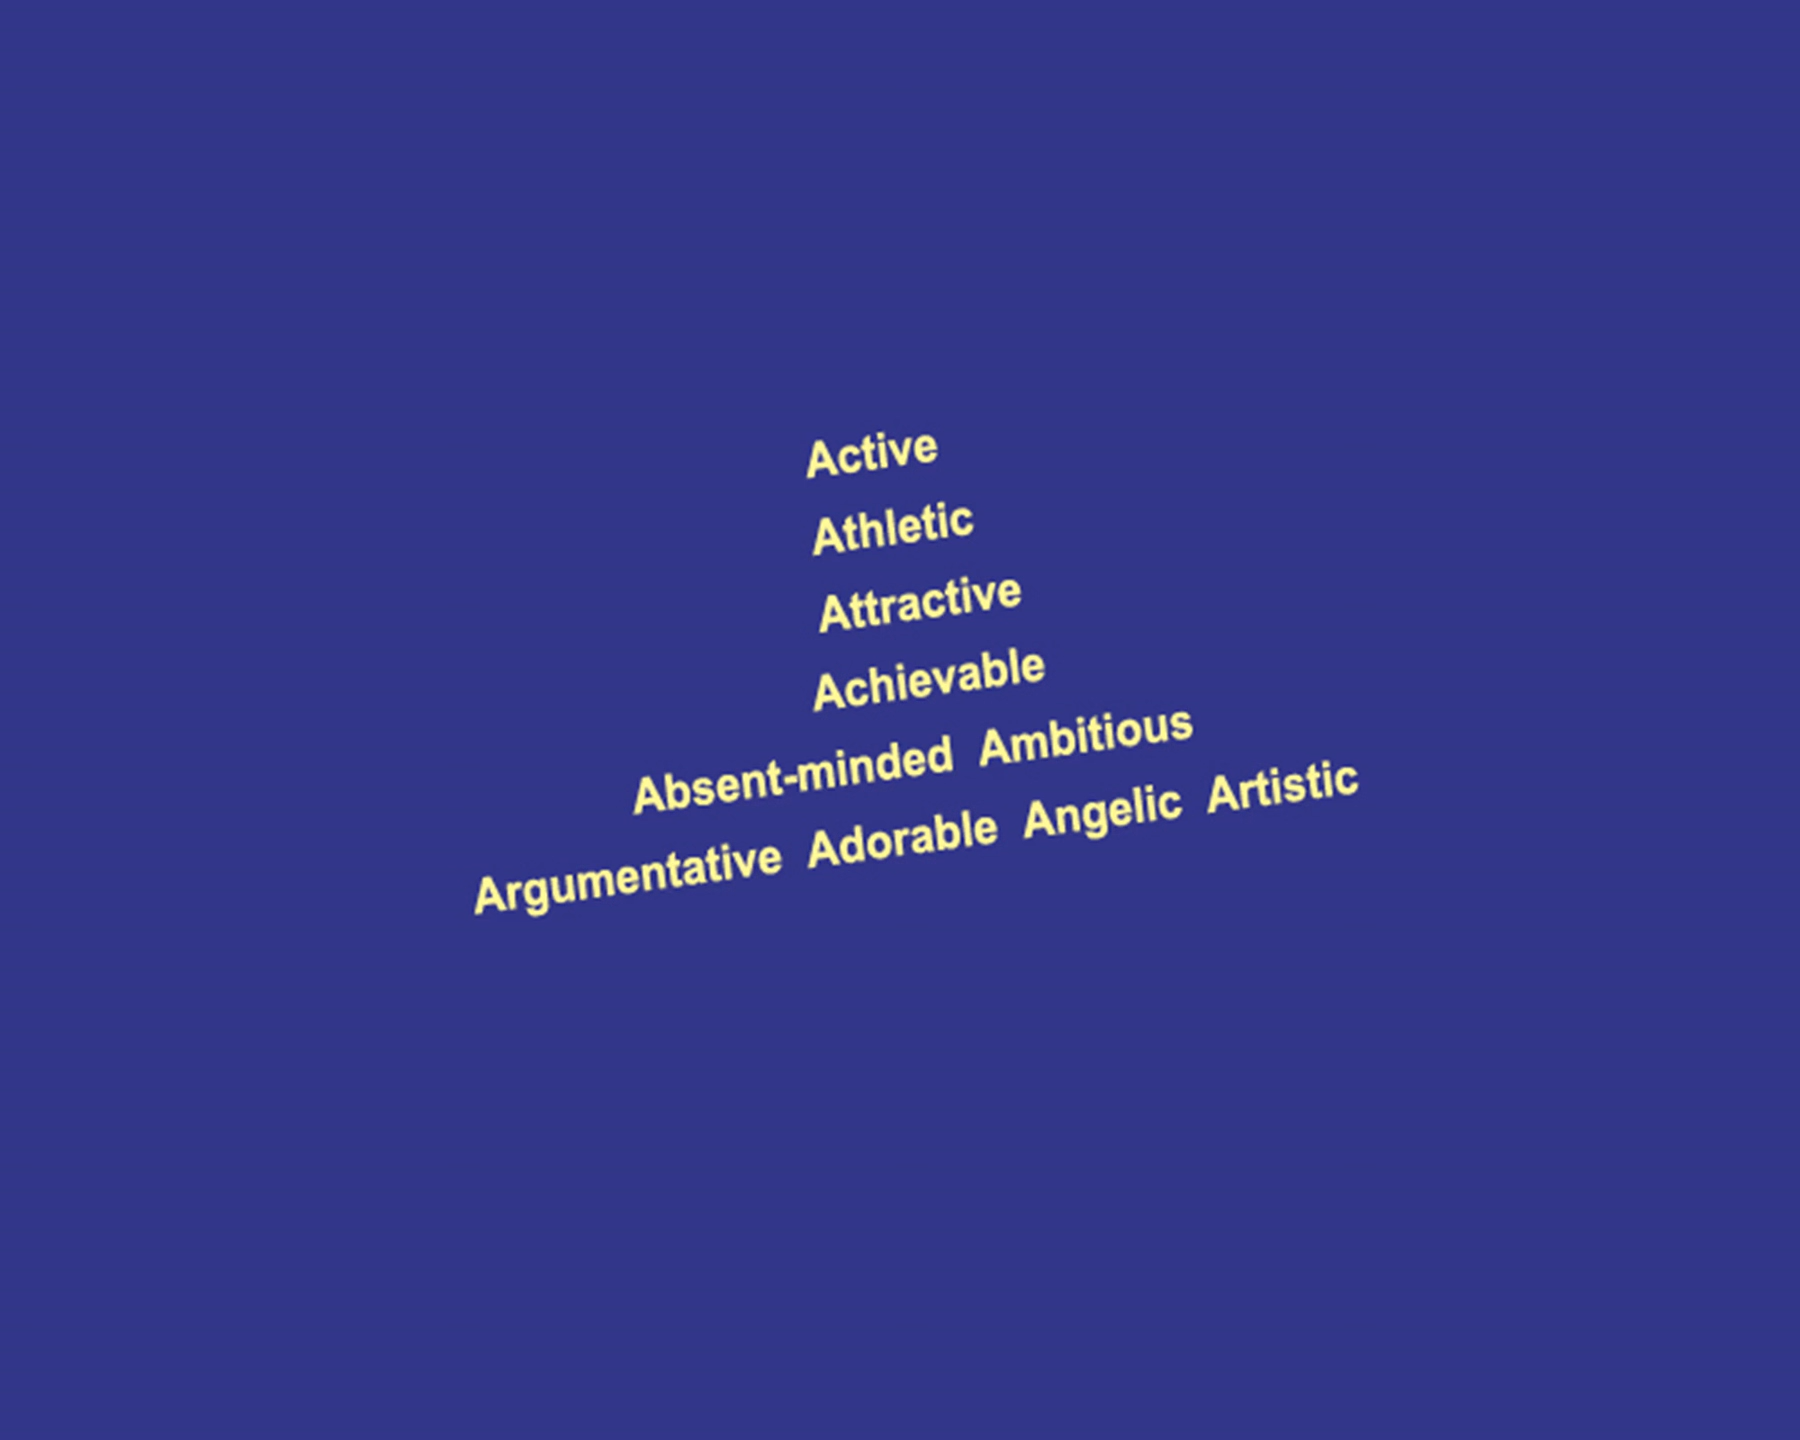 Active
Athletic
Attractive
Achievable
Absent-minded Ambitious
Argumentative Adorable Angelic Artistic